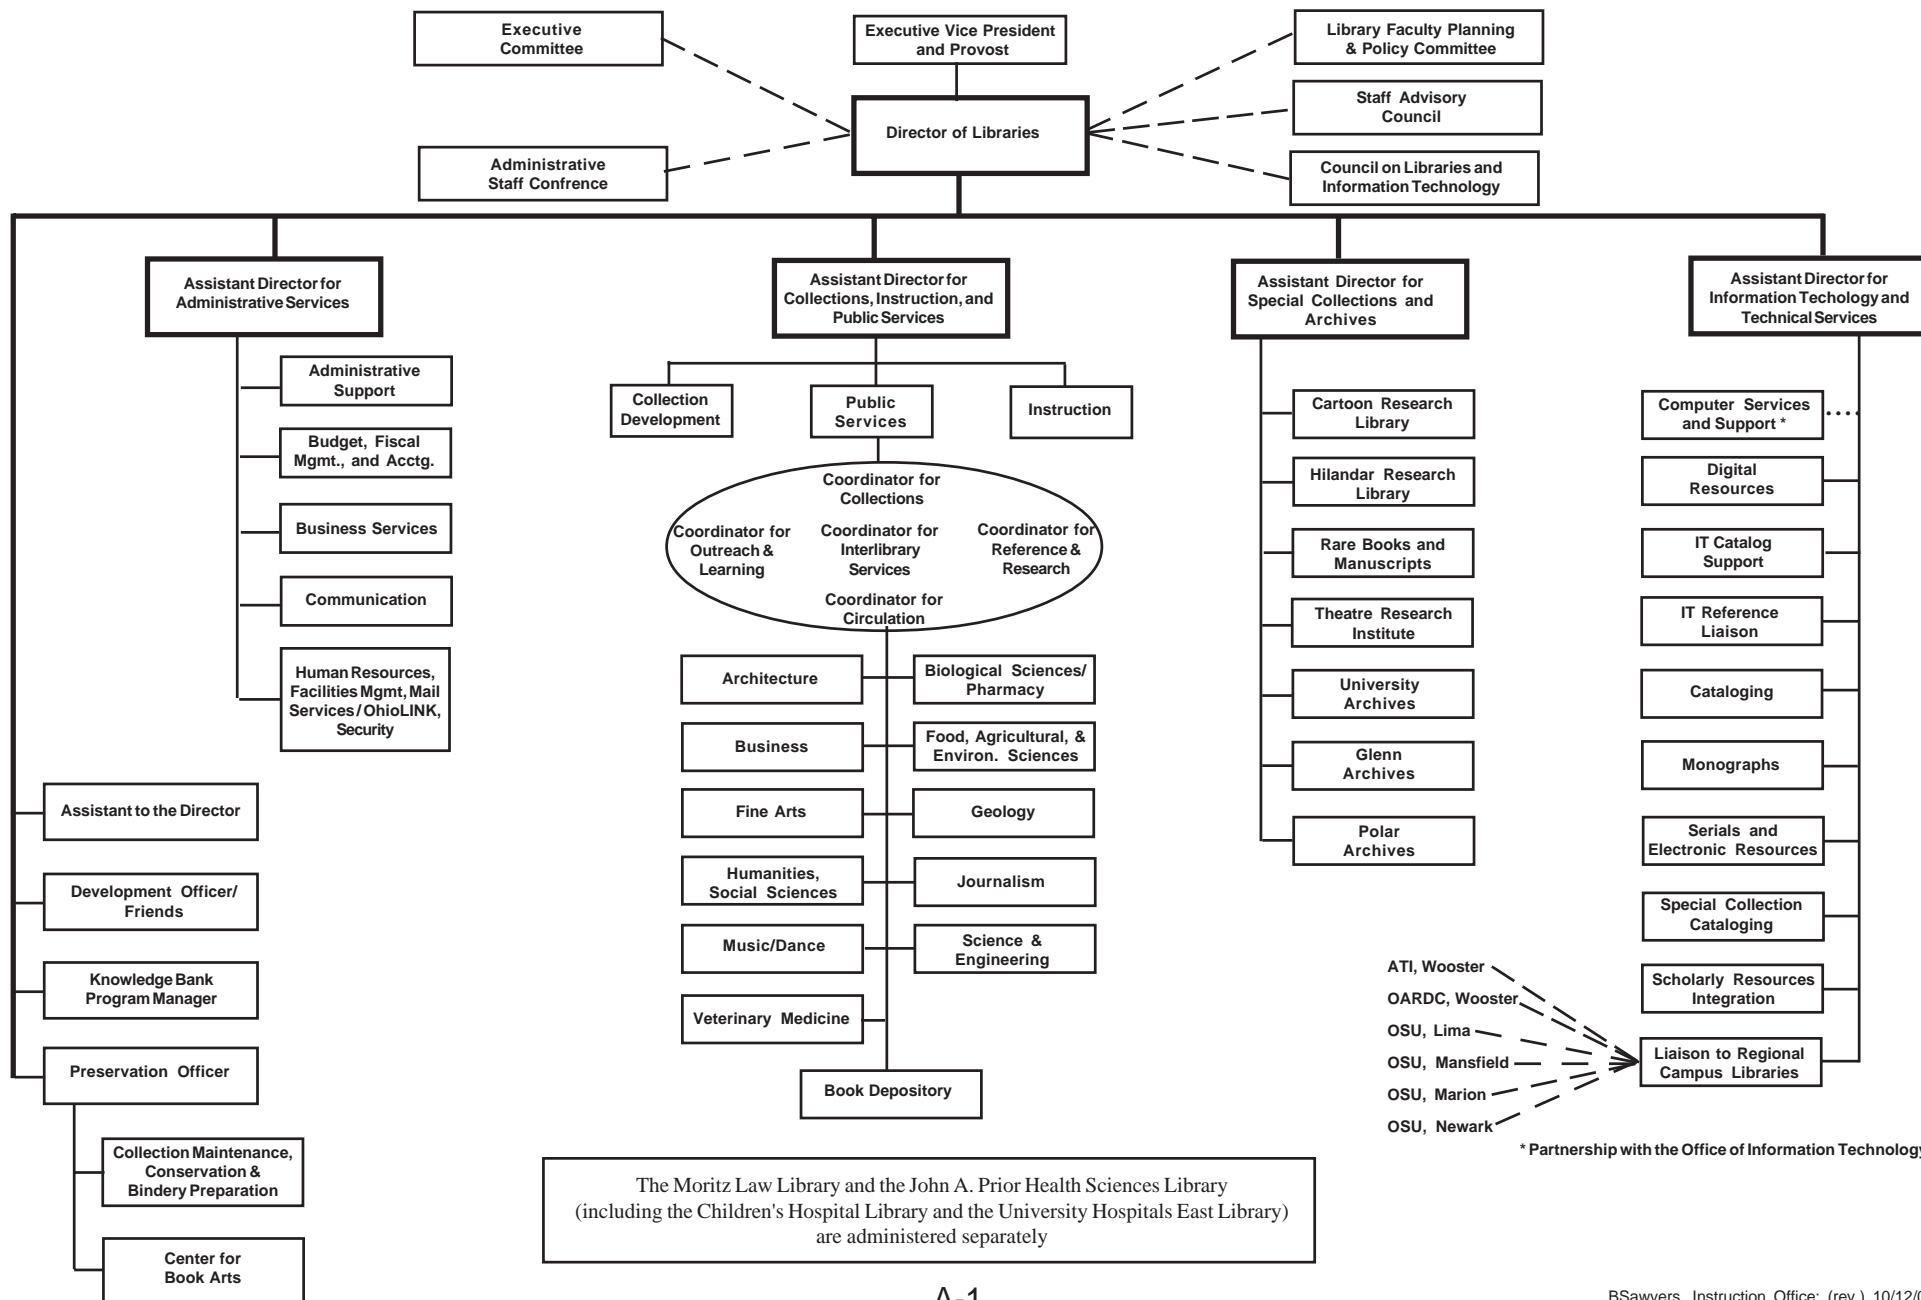 Executive
Committee
Executive Vice President
and Provost
Library Faculty Planning
& Policy Committee
Staff Advisory
Council
Director of Libraries
Administrative
Staff Confrence
Council on Libraries and
Information Technology
Assistant Director for
Administrative Services
Assistant Director for
Collections, Instruction, and
Public Services
Assistant Director for
Special Collections and
Archives
Assistant Director for
Information Techology and
Technical Services
Administrative
Support
Budget, Fiscal
Mgmt., and Acctg.
Business Services
Communication
Human Resources,
Facilities Mgmt, Mail
Services / OhioLINK,
Security
Collection
Development
Public
Services
Instruction
Coordinator for
Collections
Coordinator for
Outreach &
Learning
Coordinator for
Interlibrary
Services
Coordinator for
Reference &
Research
Coordinator for
Circulation
Architecture
Biological Sciences/
Pharmacy
Business
Food, Agricultural, &
Environ. Sciences
Fine Arts
Geology
Humanities,
Social Sciences
Journalism
Music/Dance
Science &
Engineering
Veterinary Medicine
Book Depository
Cartoon Research
Library
Hilandar Research
Library
Rare Books and
Manuscripts
Theatre Research
Institute
University
Archives
Glenn
Archives
Polar
Archives
Computer Services
and Support *
Digital
Resources
IT Catalog
Support
IT Reference
Liaison
Cataloging
Monographs
Serials and
Electronic Resources
Special Collection
Cataloging
Scholarly Resources
Integration
Liaison to Regional
Campus Libraries
ATI, Wooster
OARDC, Wooster
OSU, Lima
OSU, Mansfield
OSU, Marion
OSU, Newark
* Partnership with the Office of Information Technology
Assistant to the Director
Development Officer/
Friends
Knowledge Bank
Program Manager
Preservation Officer
Collection Maintenance,
Conservation &
Bindery Preparation
Center for
Book Arts
The Moritz Law Library and the John A. Prior Health Sciences Library
(including the Children's Hospital Library and the University Hospitals East Library)
are administered separately
A-1
BSawyers, Instruction Office; (rev.)